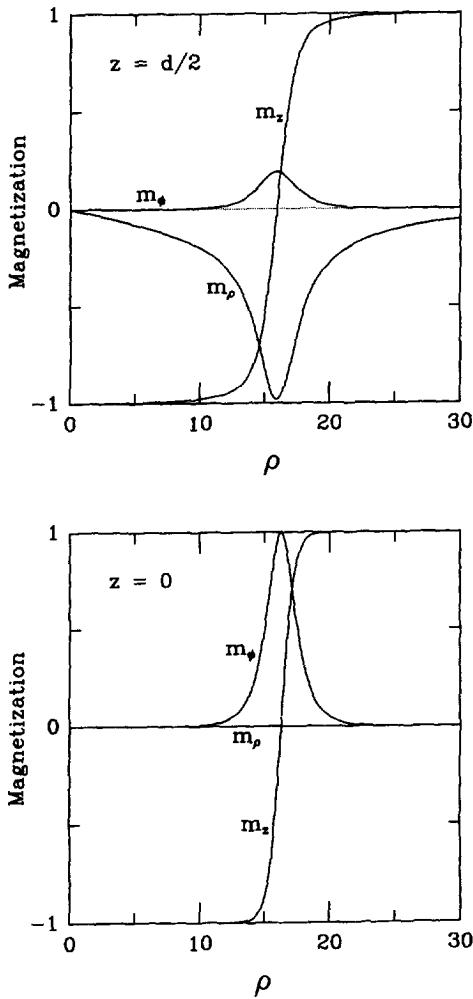 1
z = d/2
m_z
m_ϕ
0
m_ρ
Magnetization
-1
0
10
20
30
ρ
1
z = 0
m_ϕ
0
m_ρ
m_z
Magnetization
-1
0
10
20
30
ρ